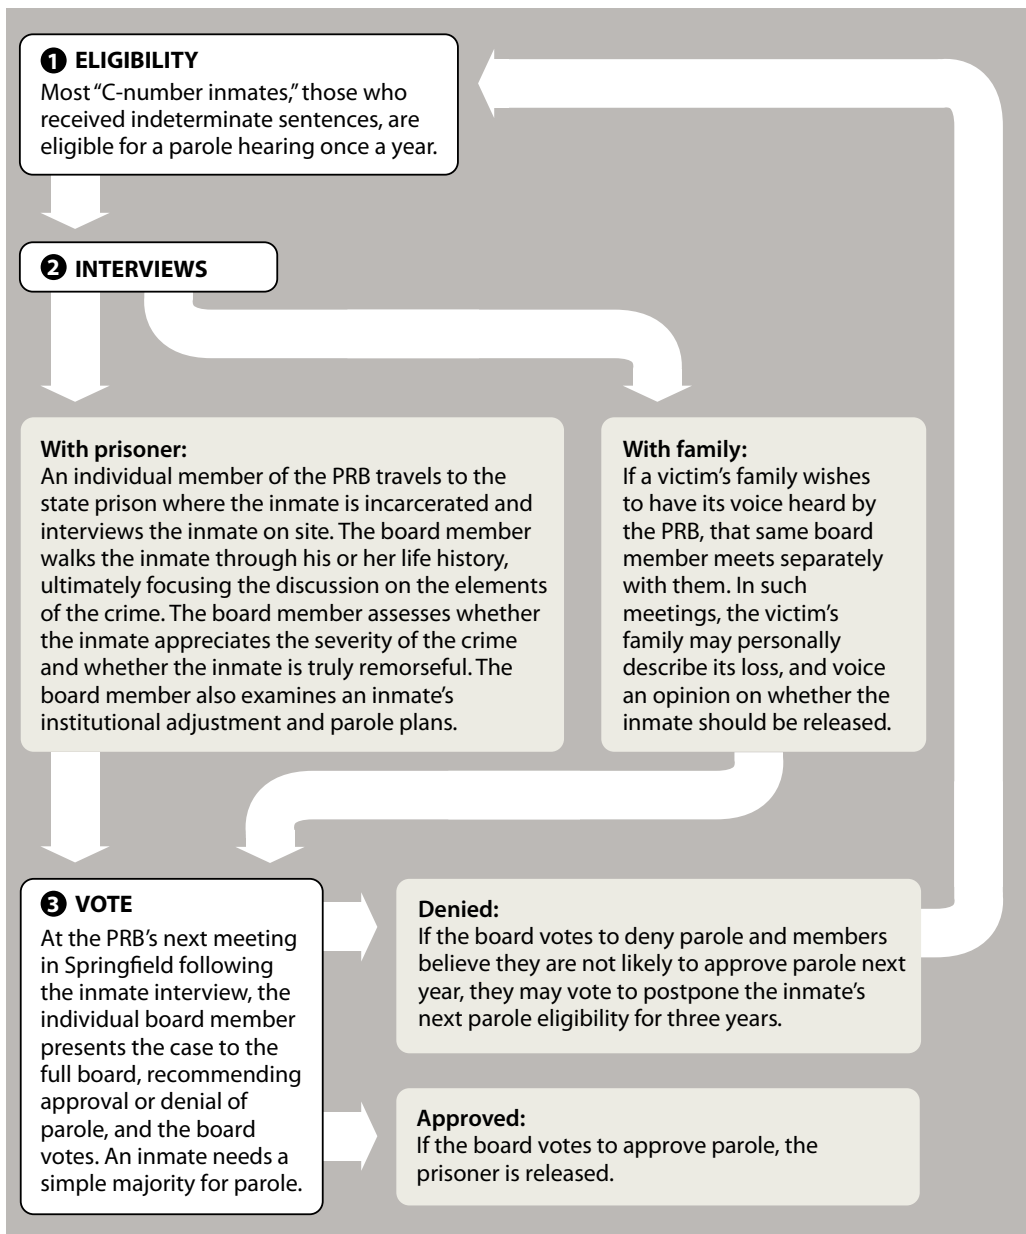 1 ELIGIBILITY
Most “C-number inmates,” those who
received indeterminate sentences, are
eligible for a parole hearing once a year.
2 INTERVIEWS
With prisoner:
An individual member of the PRB travels to the
state prison where the inmate is incarcerated and
interviews the inmate on site. The board member
walks the inmate through his or her life history,
ultimately focusing the discussion on the elements
of the crime. The board member assesses whether
the inmate appreciates the severity of the crime
and whether the inmate is truly remorseful. The
board member also examines an inmate’s
institutional adjustment and parole plans.
With family:
If a victim’s family wishes
to have its voice heard by
the PRB, that same board
member meets separately
with them. In such
meetings, the victim’s
family may personally
describe its loss, and voice
an opinion on whether the
inmate should be released.
3 VOTE
At the PRB’s next meeting
in Springfield following
the inmate interview, the
individual board member
presents the case to the
full board, recommending
approval or denial of
parole, and the board
votes. An inmate needs a
simple majority for parole.
Denied:
If the board votes to deny parole and members
believe they are not likely to approve parole next
year, they may vote to postpone the inmate’s
next parole eligibility for three years.
Approved:
If the board votes to approve parole, the
prisoner is released.